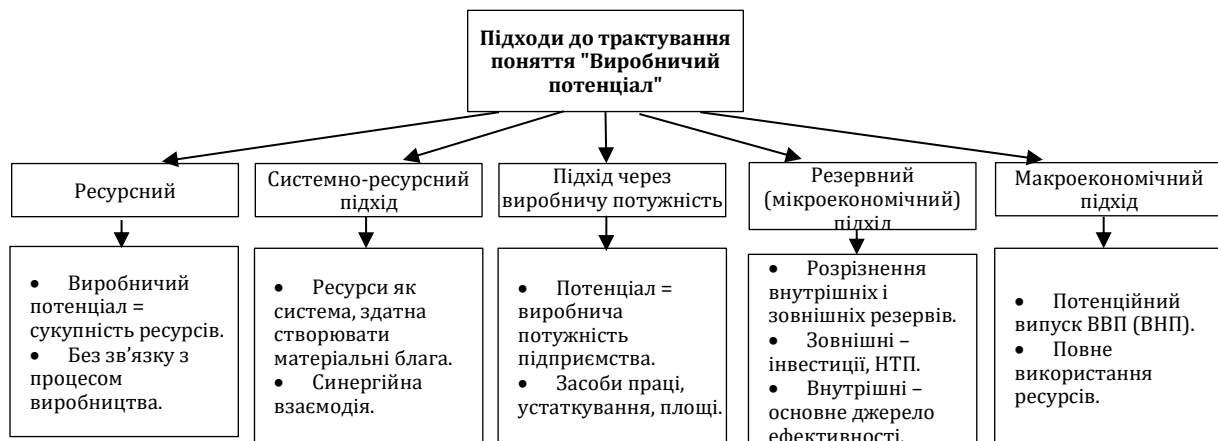 Підходи до трактування
поняття "Виробничий
потенціал"
Ресурсний
Системно-ресурсний
підхід
Підхід через
виробничу потужність
Резервний
(мікроекономічний)
підхід
Макроекономічний
підхід
• Виробничий
потенціал =
сукупність ресурсів.
• Без зв’язку з
процесом
виробництва.
• Ресурси як
система, здатна
створювати
матеріальні блага.
• Синергійна
взаємодія.
• Потенціал =
виробнича
потужність
підприємства.
• Засоби праці,
устаткування, площі.
• Розрізнення
внутрішніх і
зовнішніх резервів.
• Зовнішні –
інвестиції, НТП.
• Внутрішні –
основне джерело
ефективності.
• Потенційний
випуск ВВП (ВНП).
• Повне
використання
ресурсів.